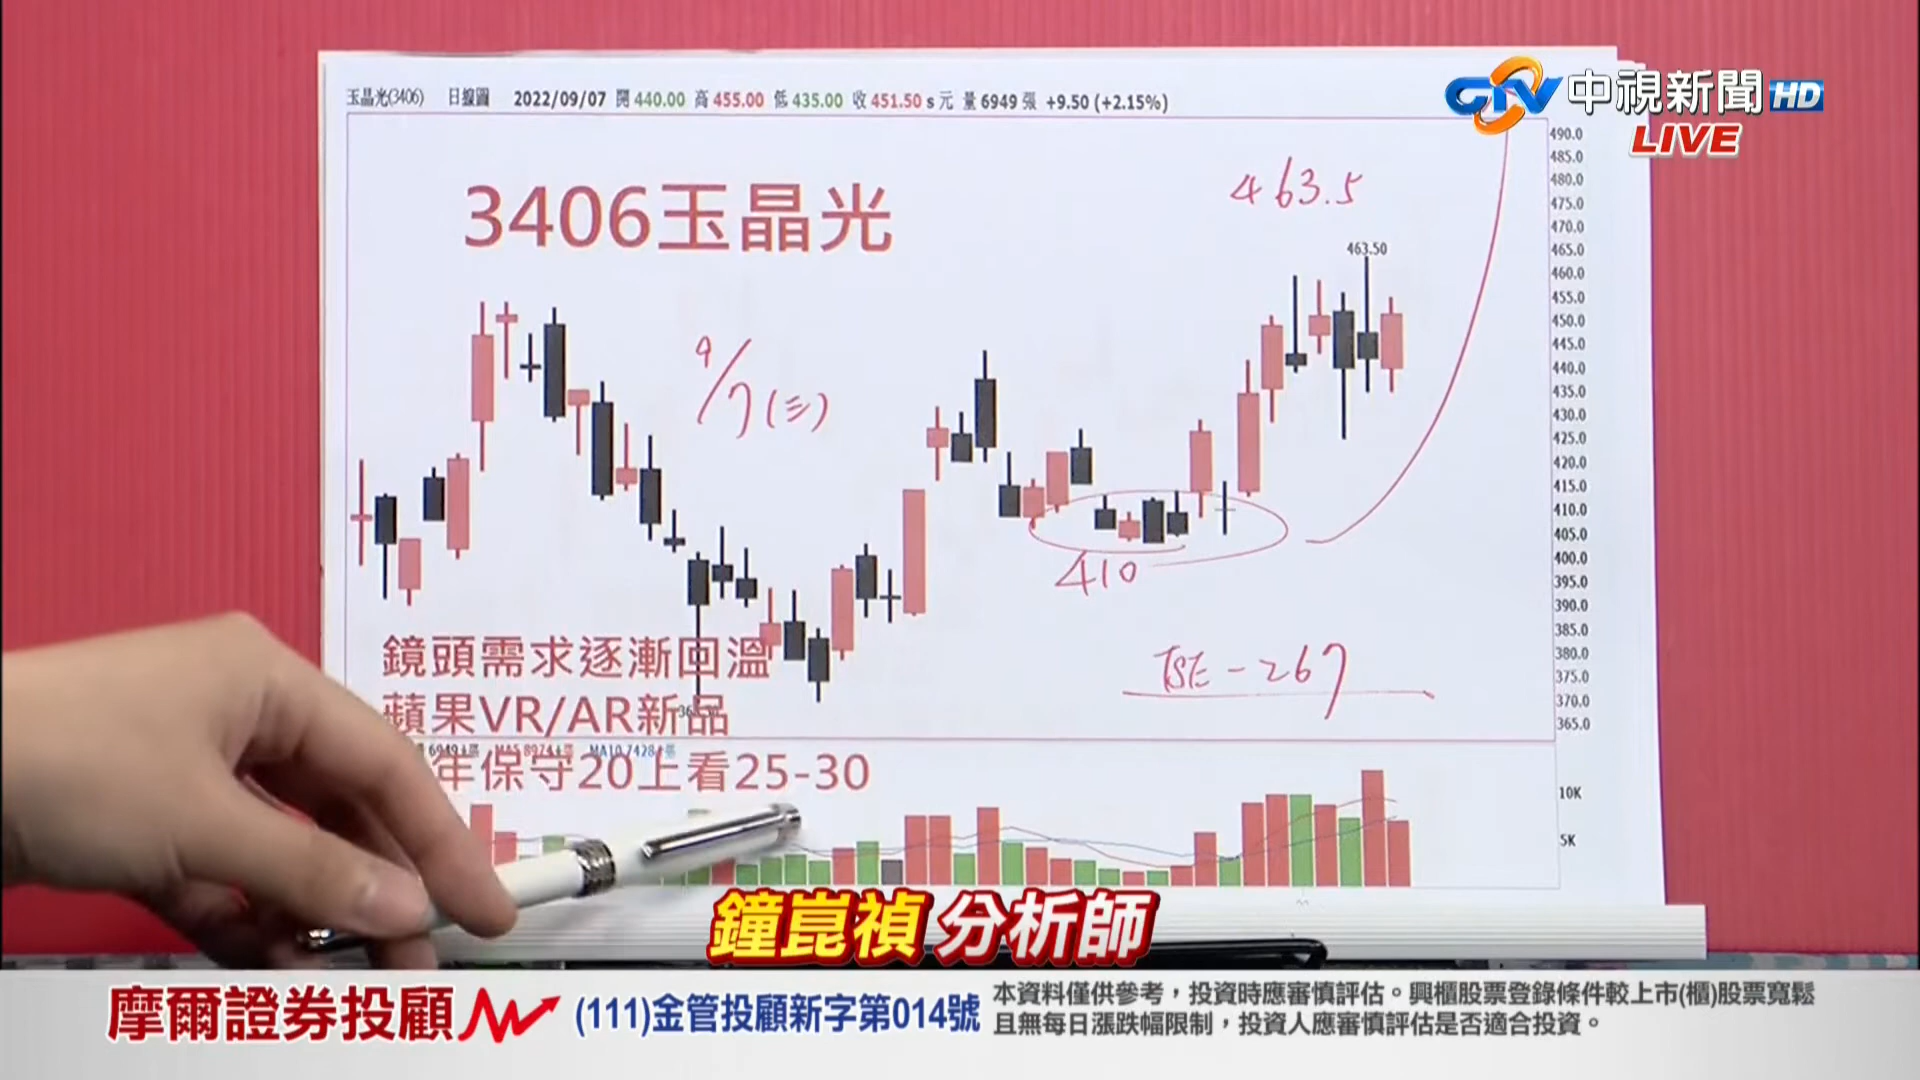 玉晶光(3406) 日線圖 2022/09/07 開 440.00 高 455.00 低 435.00 收 451.50 s 元 量 6949 張 +9.50 (+2.15%)
CTV 中視新聞 HD
LIVE
3406玉晶光
463.5
463.50
9/7 (三)
410
TSE - 267
490.0
485.0
480.0
475.0
470.0
465.0
460.0
455.0
450.0
445.0
440.0
435.0
430.0
425.0
420.0
415.0
410.0
405.0
400.0
395.0
390.0
385.0
380.0
375.0
370.0
365.0
鏡頭需求逐漸回溫
蘋果VR/AR新品
6949 張 MA5 8974 張 MA10 7428 張
年保守20上看25-30
10K
5K
鐘崑禎 分析師
摩爾證券投顧 (111)金管投顧新字第014號
本資料僅供參考，投資時應審慎評估。興櫃股票登錄條件較上市(櫃)股票寬鬆
且無每日漲跌幅限制，投資人應審慎評估是否適合投資。